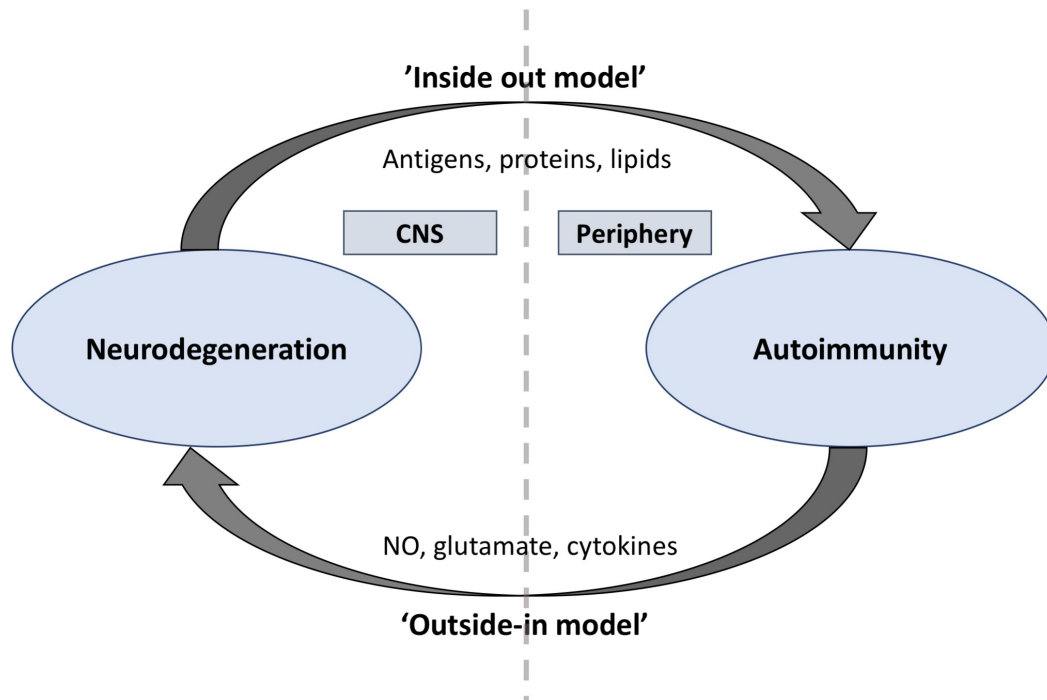 ’Inside out model’
Antigens, proteins, lipids
CNS
Periphery
Neurodegeneration
Autoimmunity
NO, glutamate, cytokines
‘Outside-in model’